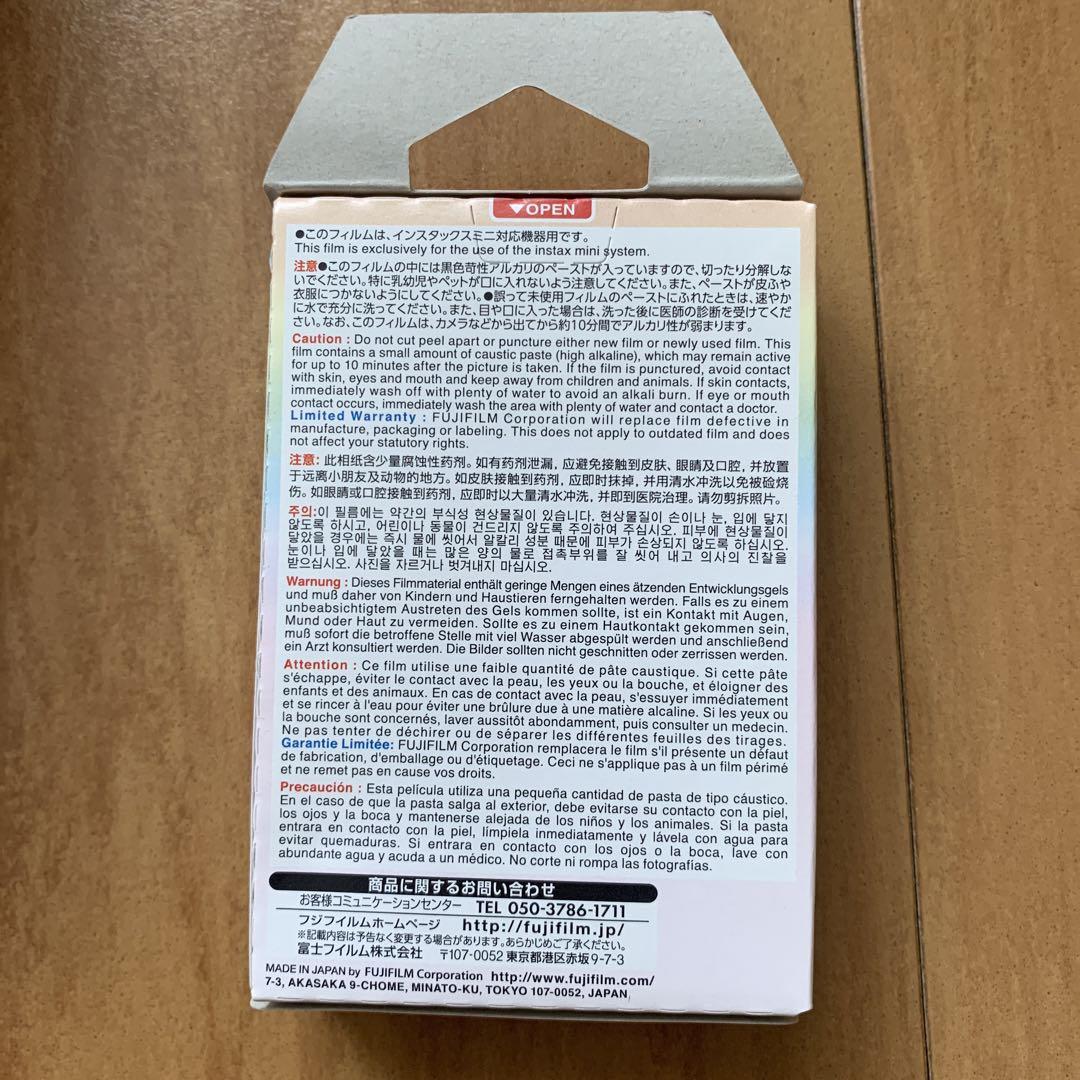 ▼OPEN
●このフィルムは、インスタックスミニ対応機器用です。
This film is exclusively for the use of the instax mini system.
注意●このフィルムの中には黒色苛性アルカリのペーストが入っていますので、切ったり分解しな
いでください。特に乳幼児やペットが口に入れないよう注意してください。また、ペーストが皮ふや
衣服につかないようにしてください。●誤って未使用フィルムのペーストにふれたときは、速やか
に水で充分に洗ってください。また、目や口に入った場合は、洗った後に医師の診断を受けてくだ
さい。なお、このフィルムは、カメラなどから出てから約10分間でアルカリ性が弱まります。
Caution : Do not cut peel apart or puncture either new film or newly used film. This
film contains a small amount of caustic paste (high alkaline), which may remain active
for up to 10 minutes after the picture is taken. If the film is punctured, avoid contact
with skin, eyes and mouth and keep away from children and animals. If skin contacts,
immediately wash off with plenty of water to avoid an alkali burn. If eye or mouth
contact occurs, immediately wash the area with plenty of water and contact a doctor.
Limited Warranty : FUJIFILM Corporation will replace film defective in
manufacture, packaging or labeling. This does not apply to outdated film and does
not affect your statutory rights.
注意: 此相纸含少量腐蚀性药剂。如有药剂泄漏，应避免接触到皮肤、眼睛及口腔，并放置
于远离小朋友及动物的地方。如皮肤接触到药剂，应即时抹掉，并用清水冲洗以免被硷烧
伤。如眼睛或口腔接触到药剂，应即时以大量清水冲洗，并即到医院治理。请勿剪拆照片。
주의:이 필름에는 약간의 부식성 현상물질이 있습니다. 현상물질이 손이나 눈, 입에 닿지
않도록 하시고, 어린이나 동물이 건드리지 않도록 주의하여 주십시오. 피부에 현상물질이
닿았을 경우에는 즉시 물에 씻어서 알칼리 성분 때문에 피부가 손상되지 않도록 하십시오.
눈이나 입에 닿았을 때는 많은 양의 물로 접촉부위를 잘 씻어 내고 의사의 진찰을
받으십시오. 사진을 자르거나 벗겨내지 마십시오.
Warnung : Dieses Filmmaterial enthält geringe Mengen eines ätzenden Entwicklungsgels
und muß daher von Kindern und Haustieren ferngehalten werden. Falls es zu einem
unbeabsichtigtem Austreten des Gels kommen sollte, ist ein Kontakt mit Augen,
Mund oder Haut zu vermeiden. Sollte es zu einem Hautkontakt gekommen sein,
muß sofort die betroffene Stelle mit viel Wasser abgespült werden und anschließend
ein Arzt konsultiert werden. Die Bilder sollten nicht geschnitten oder zerrissen werden.
Attention : Ce film utilise une faible quantité de pâte caustique. Si cette pâte
s'échappe, éviter le contact avec la peau, les yeux ou la bouche, et éloigner des
enfants et des animaux. En cas de contact avec la peau, s'essuyer immédiatement
et se rincer à l'eau pour éviter une brûlure due à une matière alcaline. Si les yeux ou
la bouche sont concernés, laver aussitôt abondamment, puis consulter un medecin.
Ne pas tenter de déchirer ou de séparer les différentes feuilles des tirages.
Garantie Limitée: FUJIFILM Corporation remplacera le film s'il présente un défaut
de fabrication, d'emballage ou d'étiquetage. Ceci ne s'applique pas à un film périmé
et ne remet pas en cause vos droits.
Precaución : Esta película utiliza una pequeña cantidad de pasta de tipo cáustico.
En el caso de que la pasta salga al exterior, debe evitarse su contacto con la piel,
los ojos y la boca y mantenerse alejada de los niños y los animales. Si la pasta
entrara en contacto con la piel, límpiela inmediatamente y lávela con agua para
evitar quemaduras. Si entrara en contacto con los ojos o la boca, lave con
abundante agua y acuda a un médico. No corte ni rompa las fotografías.
商品に関するお問い合わせ
お客様コミュニケーションセンター TEL 050-3786-1711
フジフイルムホームページ http://fujifilm.jp/
※記載内容は予告なく変更する場合があります。あらかじめご了承ください。
富士フイルム株式会社 〒107-0052 東京都港区赤坂9-7-3
MADE IN JAPAN by FUJIFILM Corporation http://www.fujifilm.com/
7-3, AKASAKA 9-CHOME, MINATO-KU, TOKYO 107-0052, JAPAN